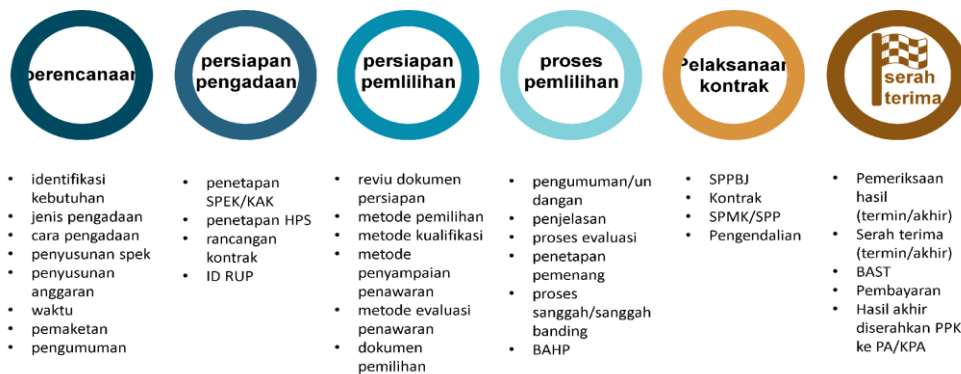 perencanaan
persiapan
pengadaan
persiapan
pemlilihan
proses
pemlilihan
Pelaksanaan
kontrak
serah
terima
• identifikasi
kebutuhan
• jenis pengadaan
• cara pengadaan
• penyusunan spek
• penyusunan
anggaran
• waktu
• pemaketan
• pengumuman
• penetapan
SPEK/KAK
• penetapan HPS
• rancangan
kontrak
• ID RUP
• reviu dokumen
persiapan
• metode pemilihan
• metode kualifikasi
• metode
penyampaian
penawaran
• metode evaluasi
penawaran
• dokumen
pemilihan
• pengumuman/un
dangan
• penjelasan
• proses evaluasi
• penetapan
pemenang
• proses
sanggah/sanggah
banding
• BAHP
• SPPBJ
• Kontrak
• SPMK/SPP
• Pengendalian
• Pemeriksaan
hasil
(termin/akhir)
• Serah terima
(termin/akhir)
• BAST
• Pembayaran
• Hasil akhir
diserahkan PPK
ke PA/KPA